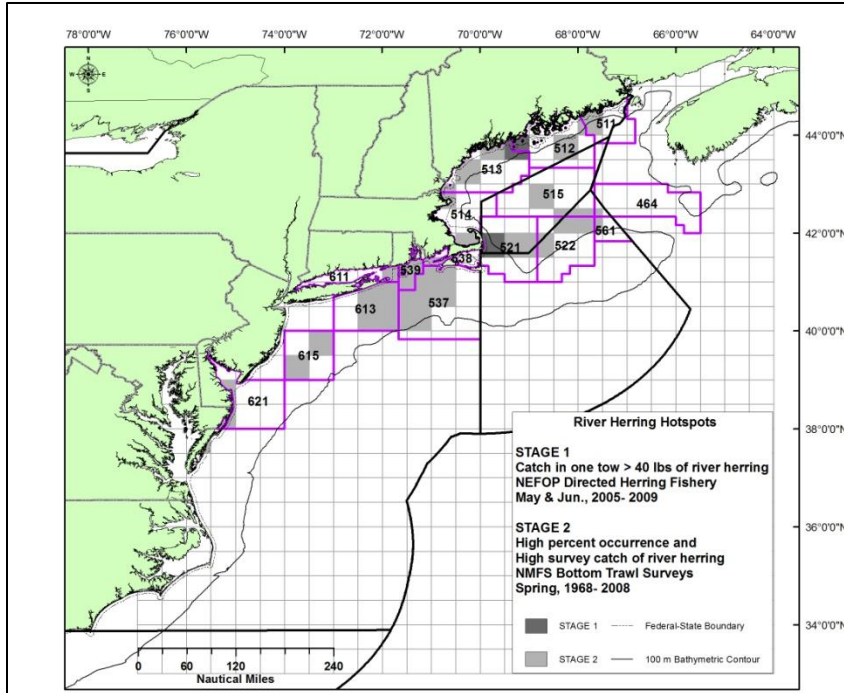 78°0'0"W 76°0'0"W 74°0'0"W 72°0'0"W 70°0'0"W 68°0'0"W 66°0'0"W 64°0'0"W
N
W E
S
44°0'0"N
42°0'0"N
40°0'0"N
38°0'0"N
36°0'0"N
34°0'0"N
511
512
513
515
464
514
561
521
522
538
539
611
613
537
615
621
River Herring Hotspots
STAGE 1
Catch in one tow > 40 lbs of river herring
NEFOP Directed Herring Fishery
May & Jun., 2005- 2009
STAGE 2
High percent occurrence and
High survey catch of river herring
NMFS Bottom Trawl Surveys
Spring, 1968- 2008
STAGE 1 Federal-State Boundary
STAGE 2 100 m Bathymetric Contour
0 60 120 240
Nautical Miles